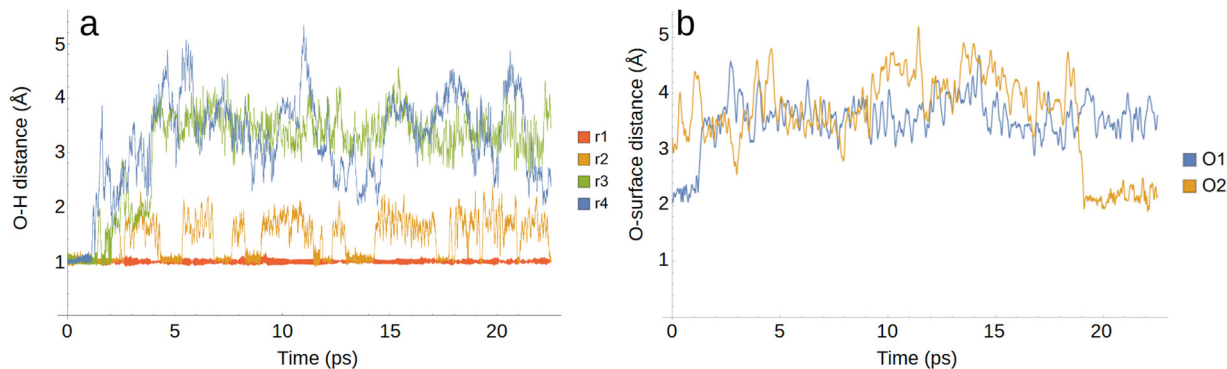 a
O-H distance (Å)
5
4
3
2
1
0
5
10
15
20
Time (ps)
r1
r2
r3
r4
b
O-surface distance (Å)
5
4
3
2
1
0
5
10
15
20
Time (ps)
O1
O2